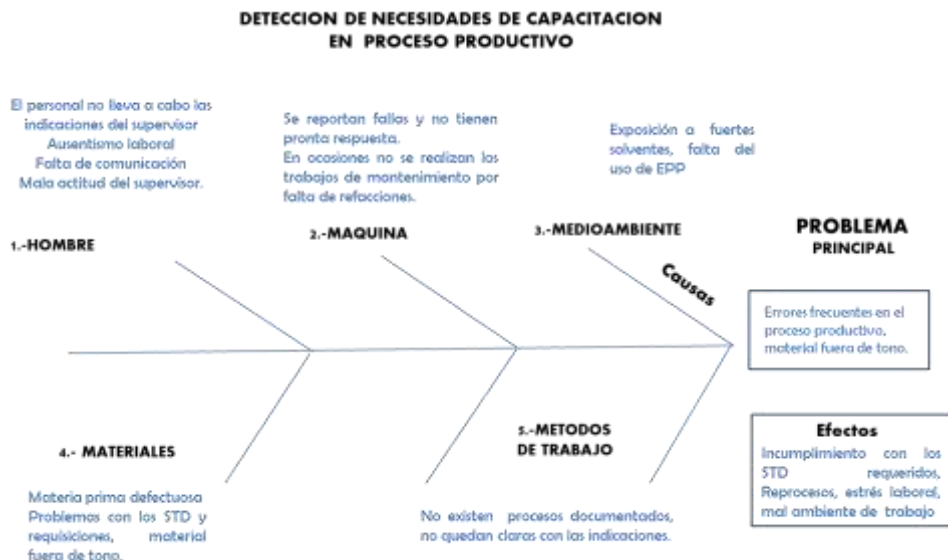 DETECCION DE NECESIDADES DE CAPACITACION
EN PROCESO PRODUCTIVO
El personal no lleva a cabo las
indicaciones del supervisor
Ausentismo laboral
Falta de comunicación
Mala actitud del supervisor.
1.-HOMBRE
Se reportan fallas y no tienen
pronta respuesta.
En ocasiones no se realizan los
trabajos de mantenimiento por
falta de refacciones.
2.-MAQUINA
Exposición a fuertes
solventes, falta del
uso de EPP
3.-MEDIOAMBIENTE
Causas
PROBLEMA
PRINCIPAL
Errores frecuentes en el
proceso productivo,
material fuera de tono.
4.- MATERIALES
Materia prima defectuosa
Problemas con los STD y
requisiciones, material
fuera de tono.
5.-METODOS
DE TRABAJO
No existen procesos documentados,
no quedan claras con las indicaciones.
Efectos
Incumplimiento con los
STD requeridos,
Reprocesos, estrés laboral,
mal ambiente de trabajo